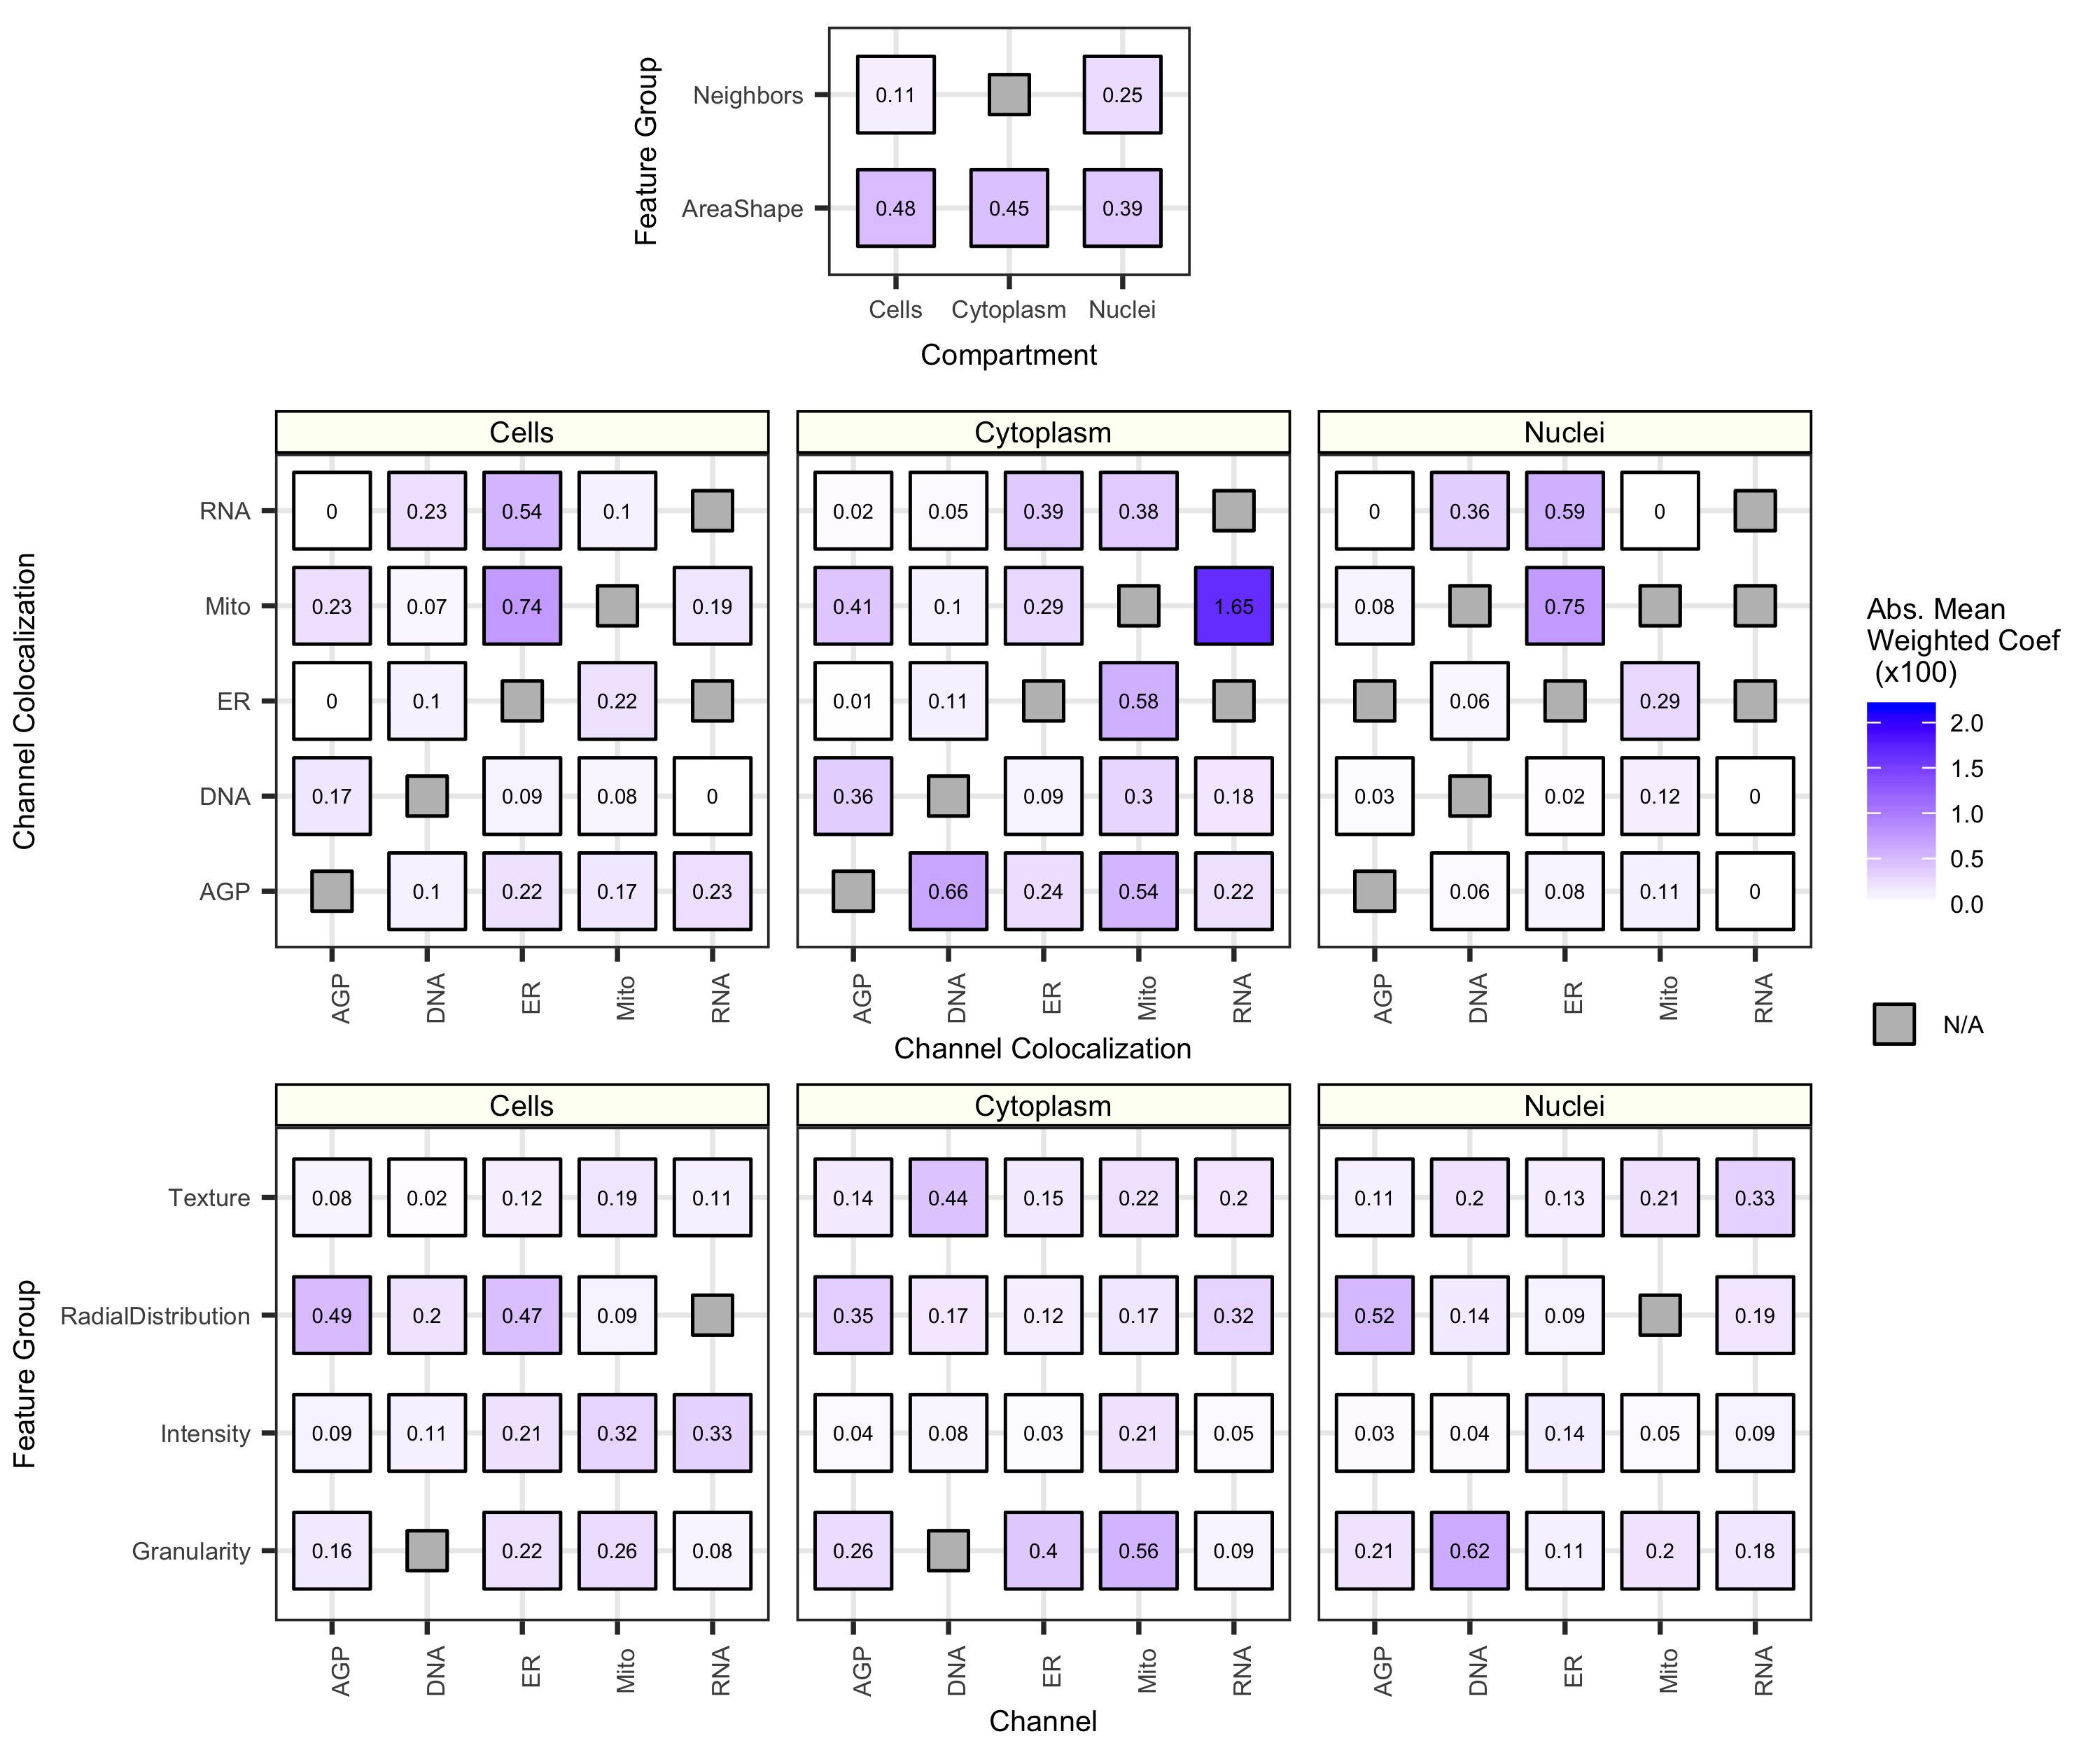 Feature Group
Neighbors 0.11 0.25
AreaShape 0.48 0.45 0.39
Cells Cytoplasm Nuclei
Compartment
Channel Colocalization
Cells Cytoplasm Nuclei
RNA 0 0.23 0.54 0.1 0.02 0.05 0.39 0.38 0 0.36 0.59 0
Mito 0.23 0.07 0.74 0.19 0.41 0.1 0.29 1.65 0.08 0.75
ER 0 0.1 0.22 0.01 0.11 0.58 0.06 0.29
DNA 0.17 0.09 0.08 0 0.36 0.09 0.3 0.18 0.03 0.02 0.12 0
AGP 0.1 0.22 0.17 0.23 0.66 0.24 0.54 0.22 0.06 0.08 0.11 0
AGP DNA ER Mito RNA AGP DNA ER Mito RNA AGP DNA ER Mito RNA
Channel Colocalization
Abs. Mean
Weighted Coef
(x100)
2.0
1.5
1.0
0.5
0.0
N/A
Feature Group
Cells Cytoplasm Nuclei
Texture 0.08 0.02 0.12 0.19 0.11 0.14 0.44 0.15 0.22 0.2 0.11 0.2 0.13 0.21 0.33
RadialDistribution 0.49 0.2 0.47 0.09 0.35 0.17 0.12 0.17 0.32 0.52 0.14 0.09 0.19
Intensity 0.09 0.11 0.21 0.32 0.33 0.04 0.08 0.03 0.21 0.05 0.03 0.04 0.14 0.05 0.09
Granularity 0.16 0.22 0.26 0.08 0.26 0.4 0.56 0.09 0.21 0.62 0.11 0.2 0.18
AGP DNA ER Mito RNA AGP DNA ER Mito RNA AGP DNA ER Mito RNA
Channel